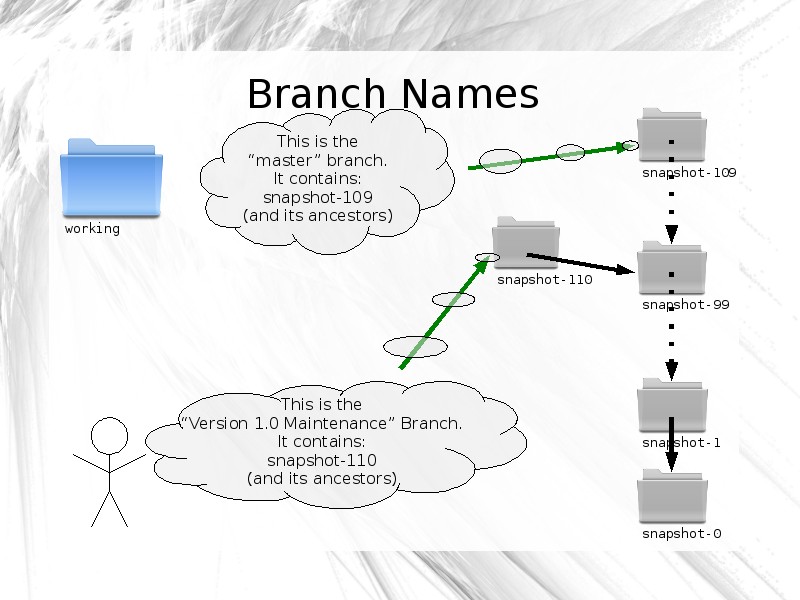 Branch Names
This is the
“master” branch.
It contains:
snapshot-109
(and its ancestors)
working
snapshot-109
snapshot-110
snapshot-99
This is the
“Version 1.0 Maintenance” Branch.
It contains:
snapshot-110
(and its ancestors)
snapshot-1
snapshot-0